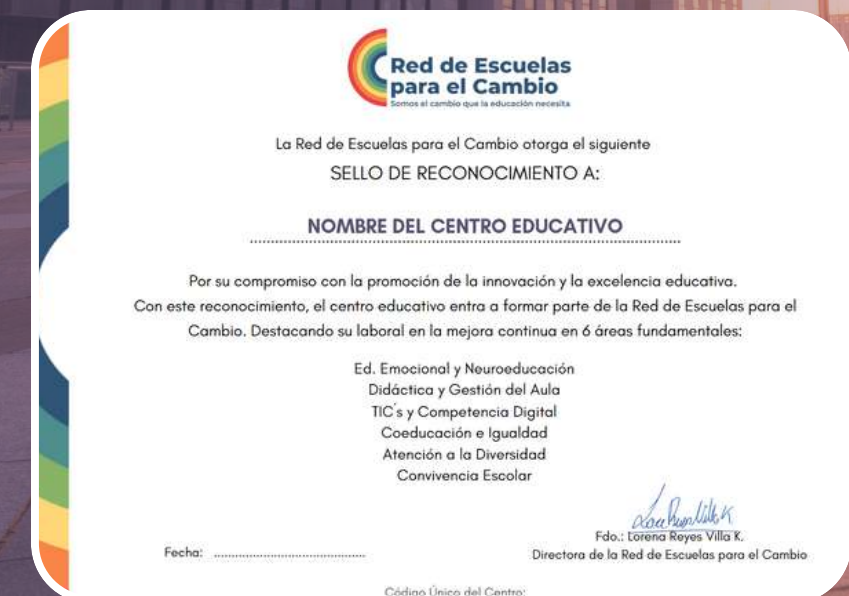 Red de Escuelas
para el Cambio
Somos el cambio que la educación necesita
La Red de Escuelas para el Cambio otorga el siguiente
SELLO DE RECONOCIMIENTO A:
NOMBRE DEL CENTRO EDUCATIVO
Por su compromiso con la promoción de la innovación y la excelencia educativa.
Con este reconocimiento, el centro educativo entra a formar parte de la Red de Escuelas para el
Cambio. Destacando su laboral en la mejora continua en 6 áreas fundamentales:
Ed. Emocional y Neuroeducación
Didáctica y Gestión del Aula
TIC´s y Competencia Digital
Coeducación e Igualdad
Atención a la Diversidad
Convivencia Escolar
Fdo.: Lorena Reyes Villa K.
Fecha: ............................................
Directora de la Red de Escuelas para el Cambio
Código Único del Centro: